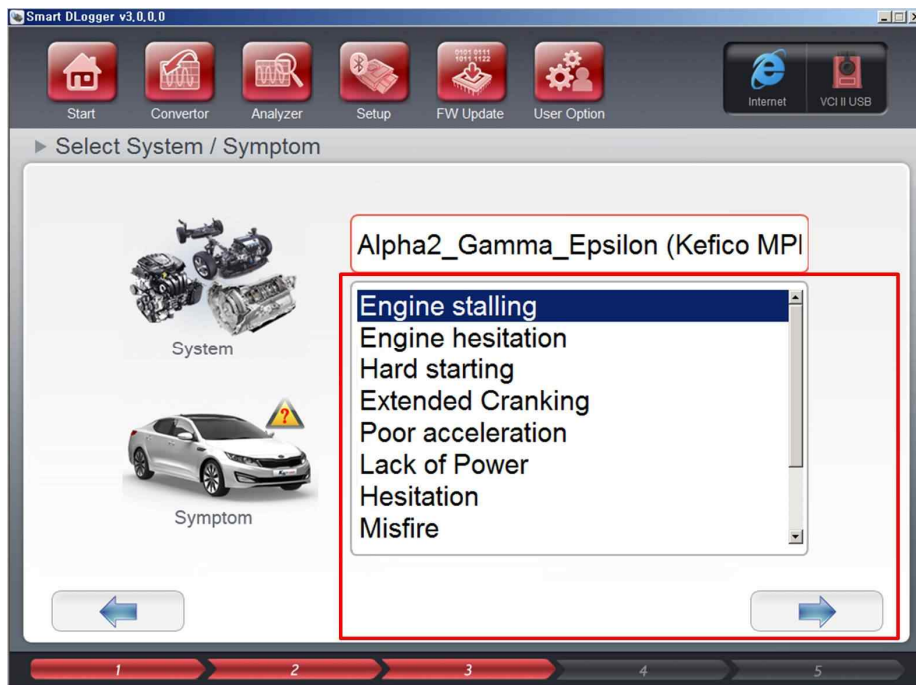 Smart DLogger v3,0,0,0
0101 0111
1011 1122
Start Convertor Analyzer Setup FW Update User Option Internet VCI II USB
Select System / Symptom
Alpha2_Gamma_Epsilon (Kefico MPI
System
Engine stalling
Engine hesitation
Hard starting
Extended Cranking
Poor acceleration
Lack of Power
Hesitation
Misfire
?
Symptom
1 2 3 4 5